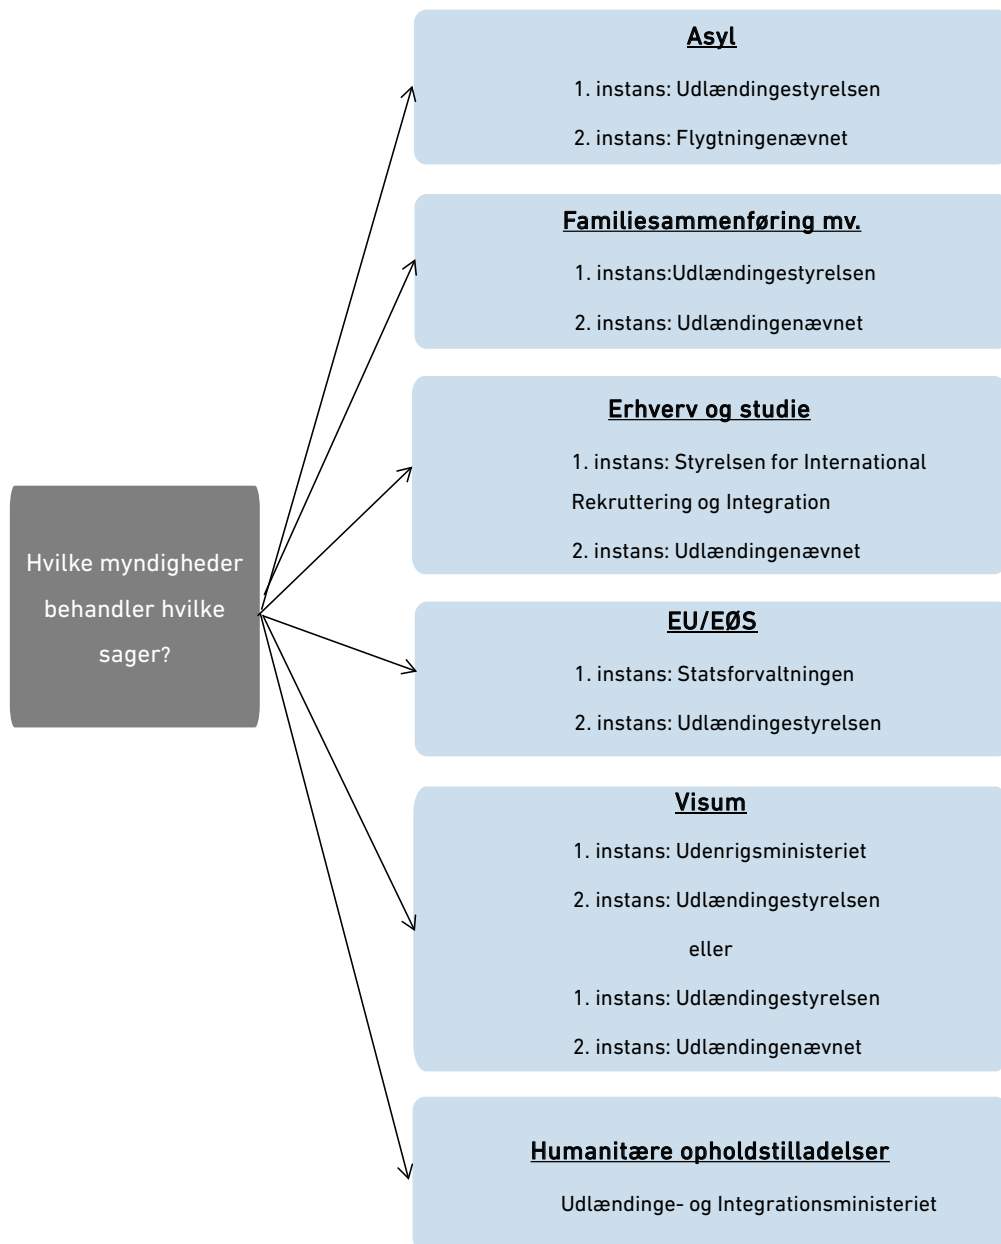 Hvilke myndigheder
behandler hvilke
sager?
Asyl
1. instans: Udlændingestyrelsen
2. instans: Flygtningenævnet
Familiesammenføring mv.
1. instans:Udlændingestyrelsen
2. instans: Udlændingenævnet
Erhverv og studie
1. instans: Styrelsen for International
Rekruttering og Integration
2. instans: Udlændingenævnet
EU/EØS
1. instans: Statsforvaltningen
2. instans: Udlændingestyrelsen
Visum
1. instans: Udenrigsministeriet
2. instans: Udlændingestyrelsen
eller
1. instans: Udlændingestyrelsen
2. instans: Udlændingenævnet
Humanitære opholdstilladelser
Udlændinge- og Integrationsministeriet